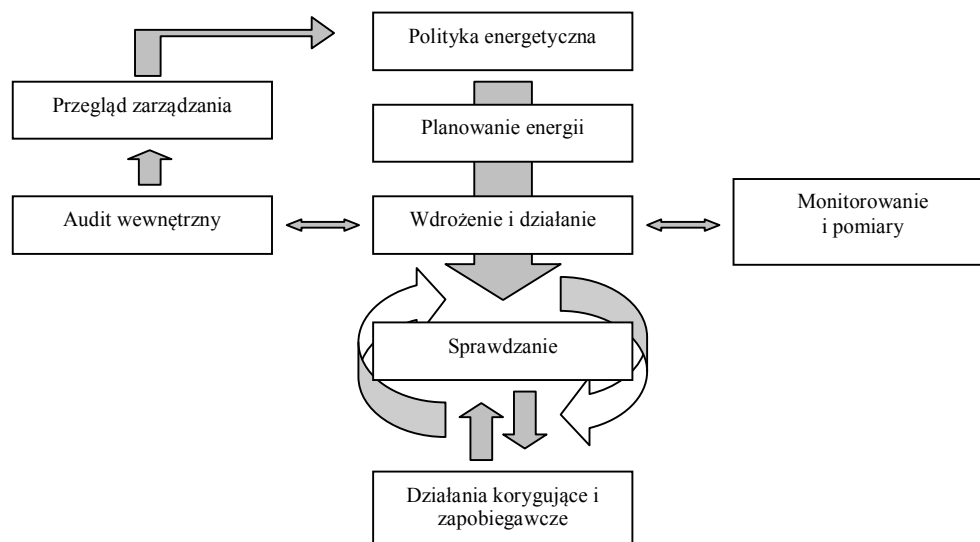 Polityka energetyczna
Przegląd zarządzania
Planowanie energii
Audit wewnętrzny
Wdrożenie i działanie
Monitorowanie
i pomiary
Sprawdzanie
Działania korygujące i
zapobiegawcze